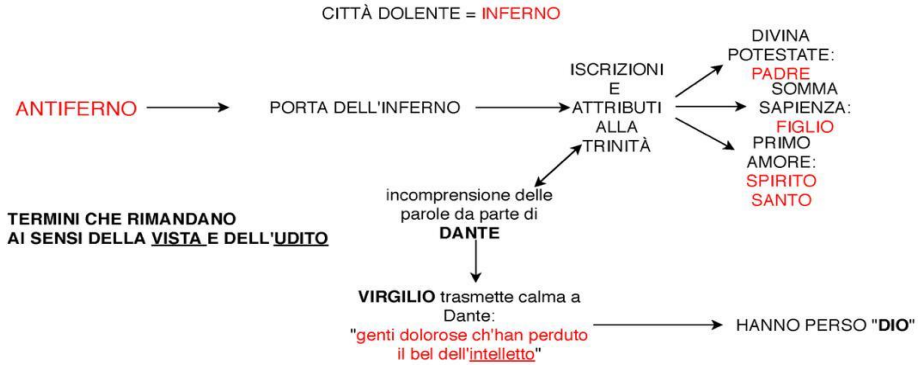 CITTÀ DOLENTE = INFERNO
ANTIFERNO
PORTA DELL'INFERNO
ISCRIZIONI
E
ATTRIBUTI
ALLA
TRINITÀ
DIVINA
POTESTATE:
PADRE
SOMMA
SAPIENZA:
FIGLIO
PRIMO
AMORE:
SPIRITO
SANTO
incomprensione delle
parole da parte di
DANTE
TERMINI CHE RIMANDANO
AI SENSI DELLA VISTA E DELL'UDITO
VIRGILIO trasmette calma a
Dante:
"genti dolorose ch'han perduto
il bel dell'intelletto"
HANNO PERSO "DIO"